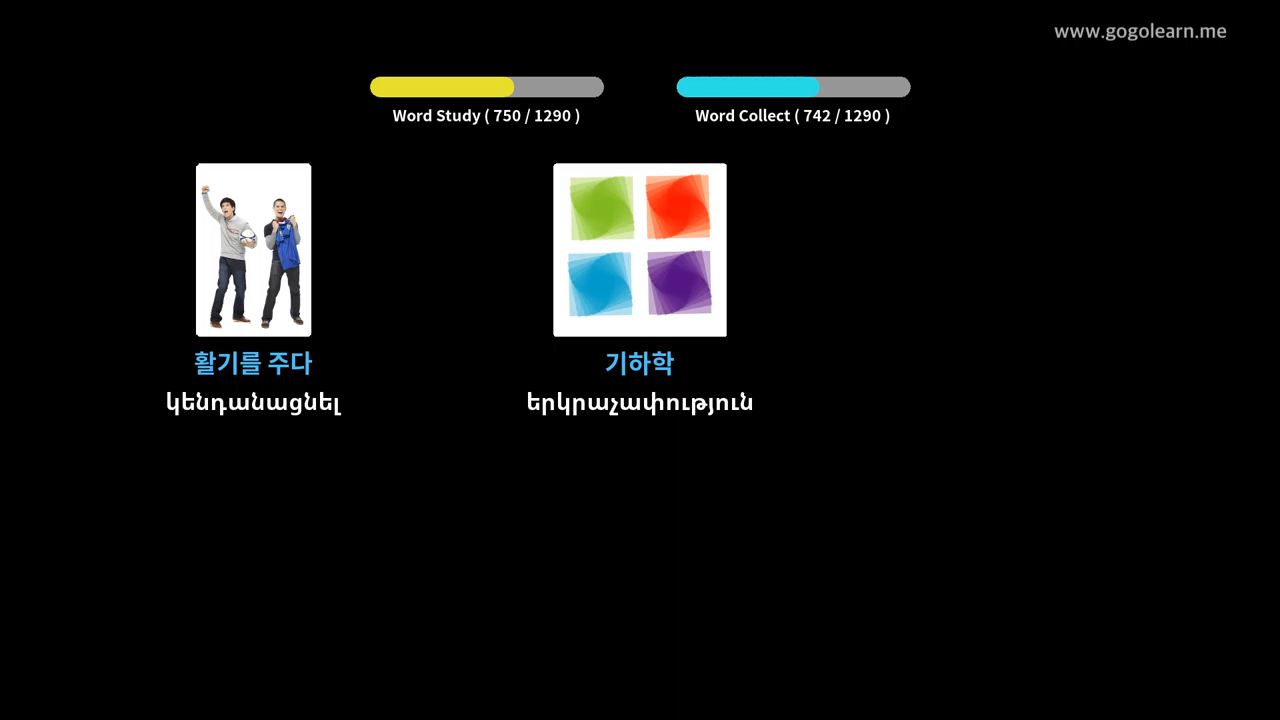 www.gogolearn.me
Word Study ( 750 / 1290 )
Word Collect ( 742 / 1290 )
활기를 주다
կենդանացնել
기하학
երկրաչափություն